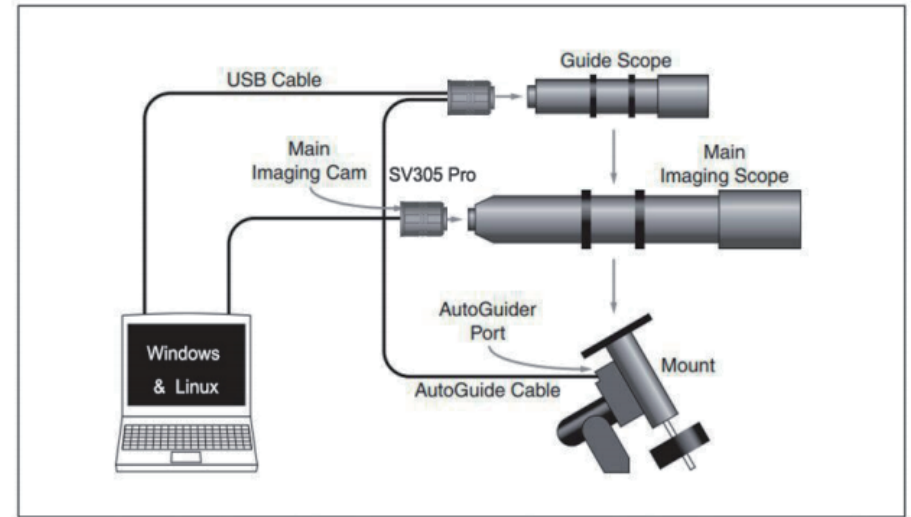 Guide Scope
USB Cable
Main
Imaging Cam
SV305 Pro
Main
Imaging Scope
AutoGuider
Port
Windows
& Linux
Mount
AutoGuide Cable